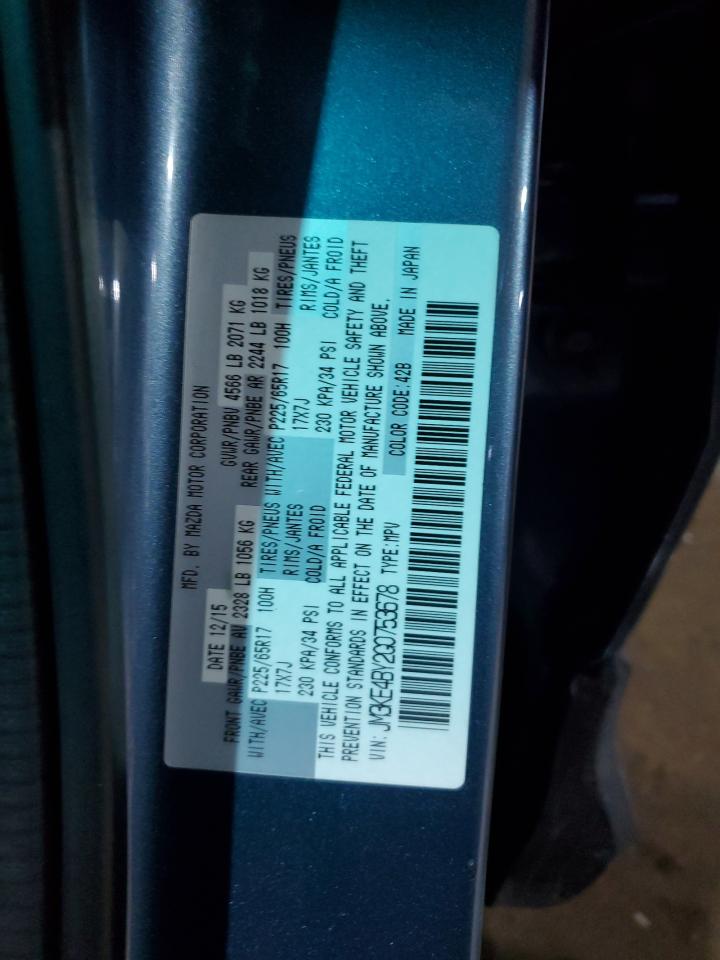 MFD. BY MAZDA MOTOR CORPORATION
DATE 12/15 GVWR/PNBV 4566 LB 2071 KG
FRONT GAWR/PNBE AV 2328 LB 1056 KG REAR GAWR/PNBE AR 2244 LB 1018 KG
WITH/AVEC P225/65R17 100H TIRES/PNEUS WITH/AVEC P225/65R17 100H TIRES/PNEUS
17X7J RIMS/JANTES 17X7J RIMS/JANTES
230 KPA/34 PSI COLD/A FROID 230 KPA/34 PSI COLD/A FROID
THIS VEHICLE CONFORMS TO ALL APPLICABLE FEDERAL MOTOR VEHICLE SAFETY AND THEFT
PREVENTION STANDARDS IN EFFECT ON THE DATE OF MANUFACTURE SHOWN ABOVE.
VIN: JM3KE4BY2G0753678 TYPE:MPV COLOR CODE:42B MADE IN JAPAN